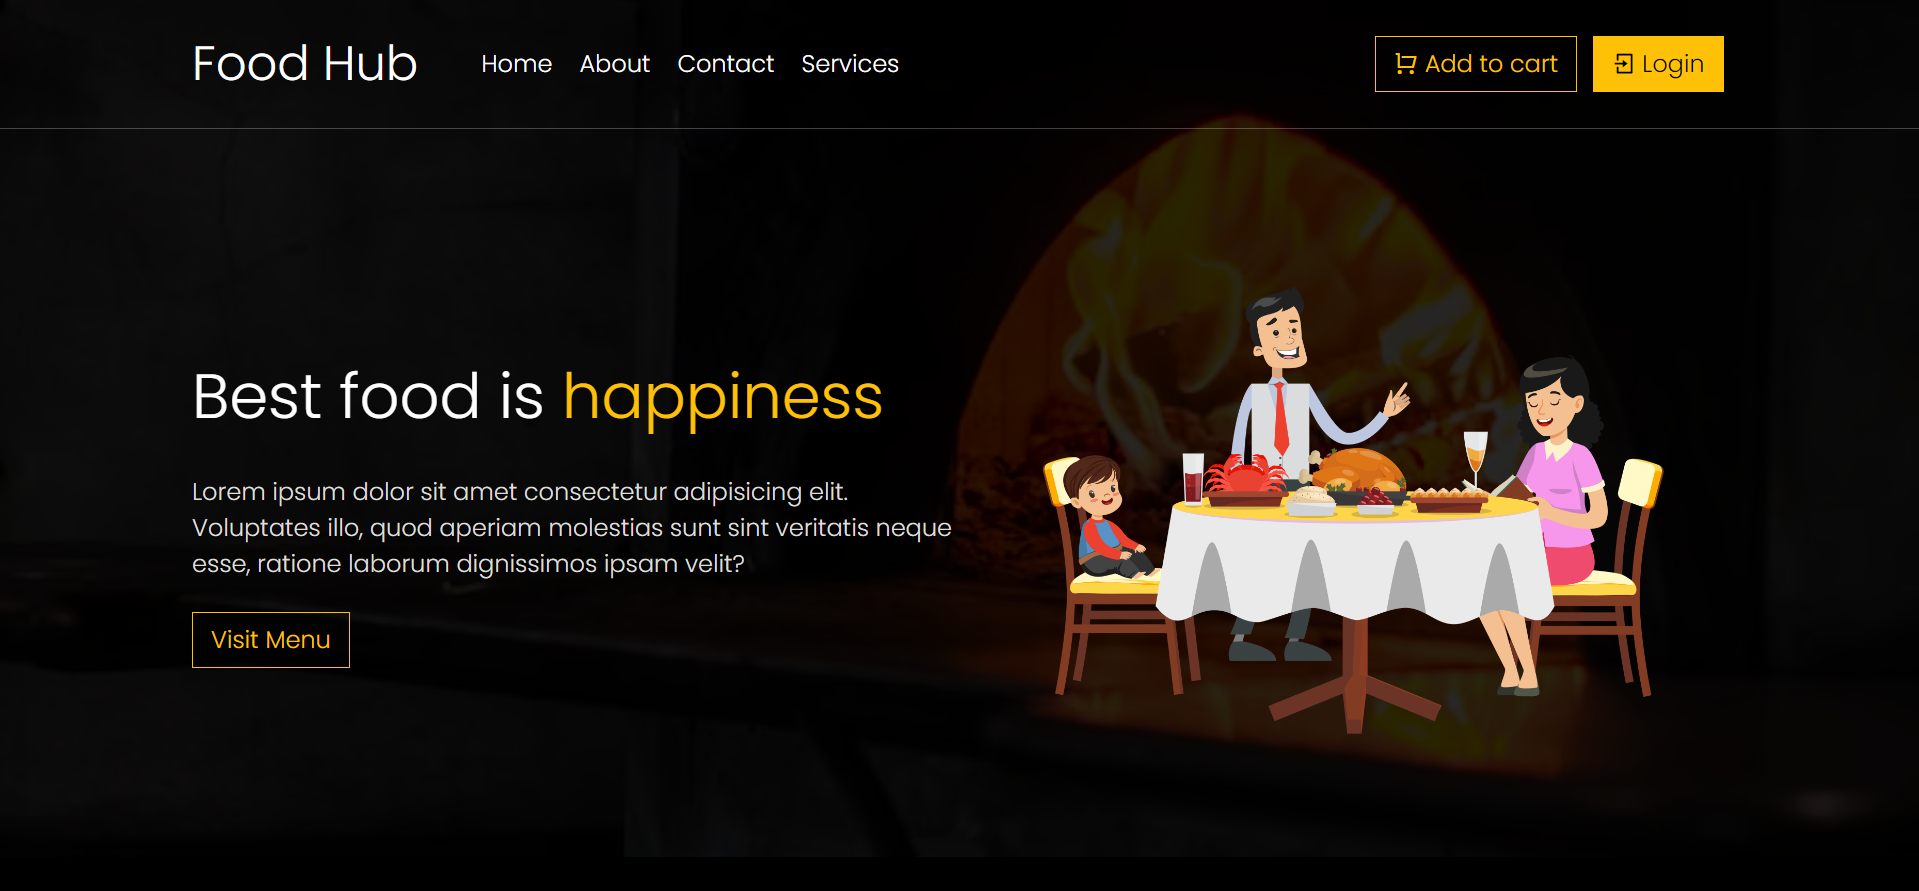 Food Hub Home About Contact Services Add to cart Login
Best food is happiness
Lorem ipsum dolor sit amet consectetur adipisicing elit.
Voluptates illo, quod aperiam molestias sunt sint veritatis neque
esse, ratione laborum dignissimos ipsam velit?
Visit Menu